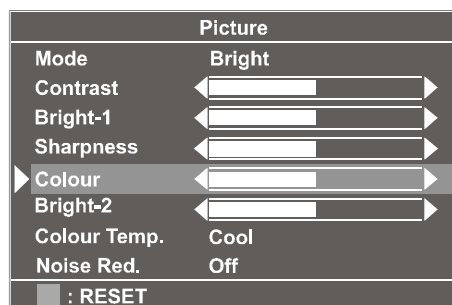 Picture
Mode Bright
Contrast
Bright-1
Sharpness
Colour
Bright-2
Colour Temp. Cool
Noise Red. Off
: RESET